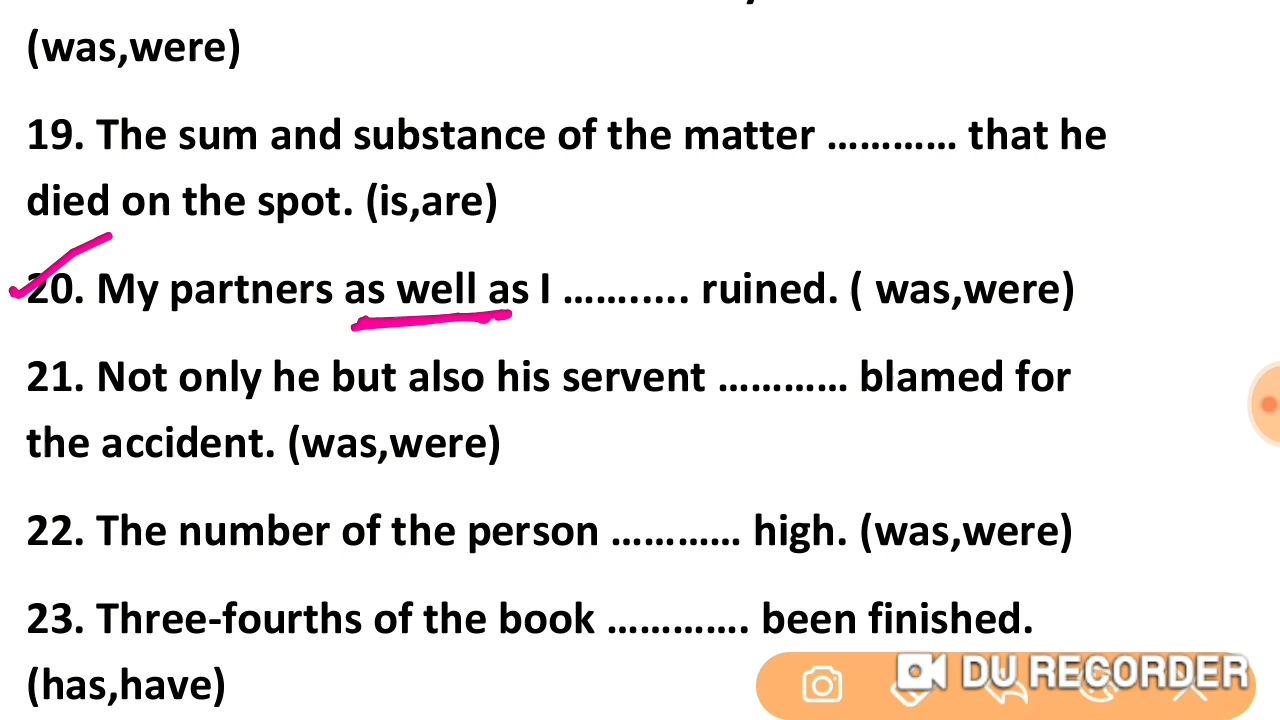 (was,were)
19. The sum and substance of the matter ………… that he
died on the spot. (is,are)
20. My partners as well as I …….…. ruined. ( was,were)
21. Not only he but also his servent ………… blamed for
the accident. (was,were)
22. The number of the person ………… high. (was,were)
23. Three-fourths of the book …………. been finished.
(has,have)
DU RECORDER